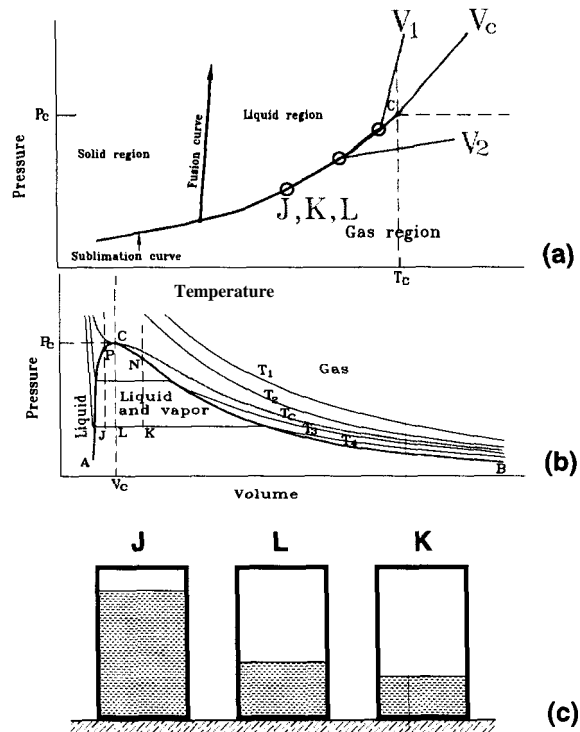 V1
Vc
Pc
C
Liquid region
Solid region
Fusion curve
Pressure
V2
J, K, L
Gas region
Sublimation curve
(a)
Tc
Temperature
Pc
C
P
N
T1
Gas
T2
Tc
T3
T4
Pressure
Liquid
Liquid
and vapor
J
L
K
A
B
(b)
Vc
Volume
J
L
K
(c)